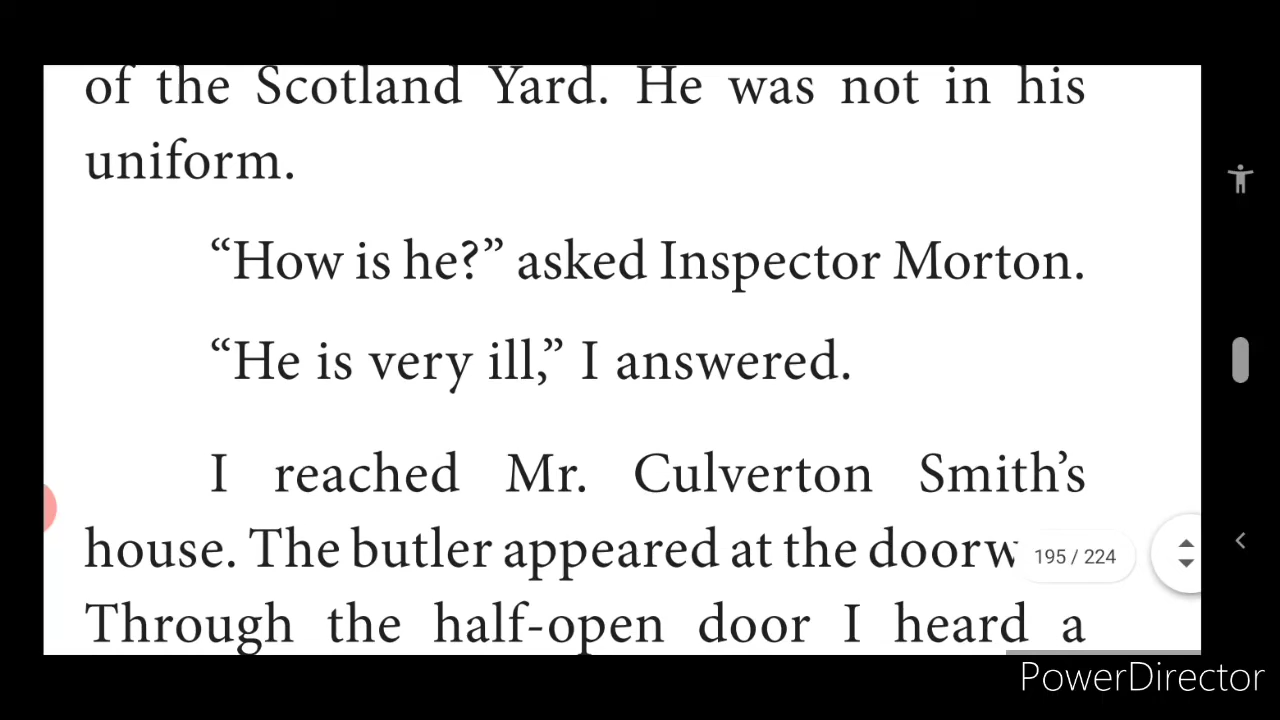 of the Scotland Yard. He was not in his
uniform.
“How is he?” asked Inspector Morton.
“He is very ill,” I answered.
I reached Mr. Culverton Smith’s
house. The butler appeared at the doorw
195 / 224
Through the half-open door I heard a
PowerDirector